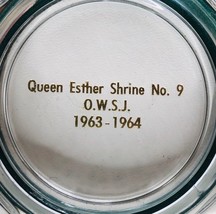 Queen Esther Shrine No. 9
O.W.S.J.
1963-1964